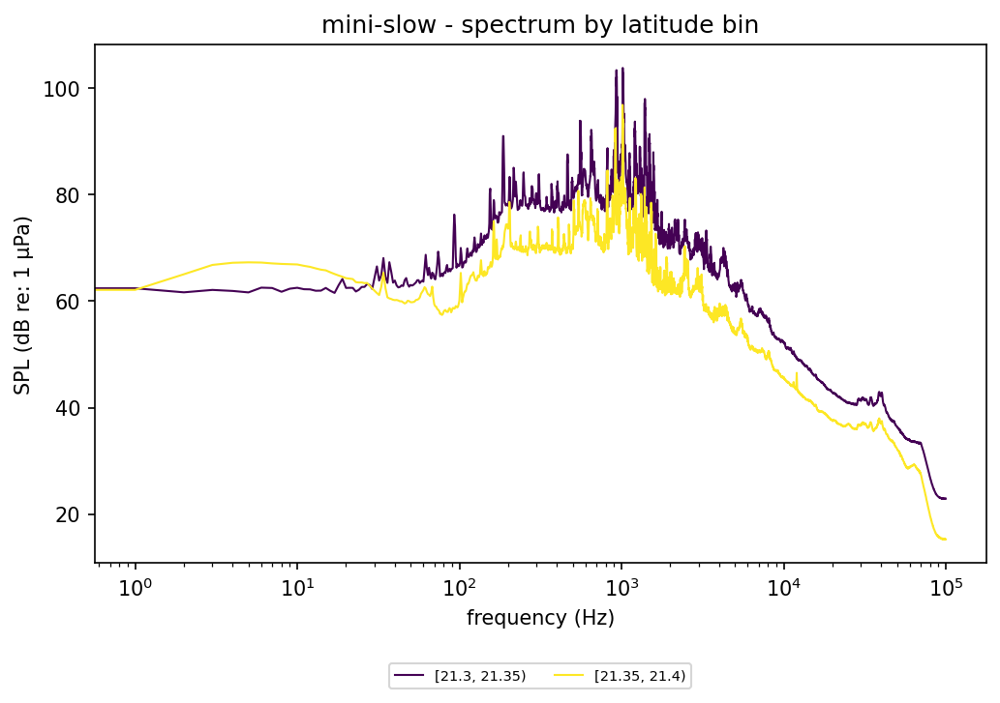 mini-slow - spectrum by latitude bin
100
80
60
40
20
SPL (dB re: 1 µPa)
10⁰ 10¹ 10² 10³ 10⁴ 10⁵
frequency (Hz)
[21.3, 21.35) [21.35, 21.4)